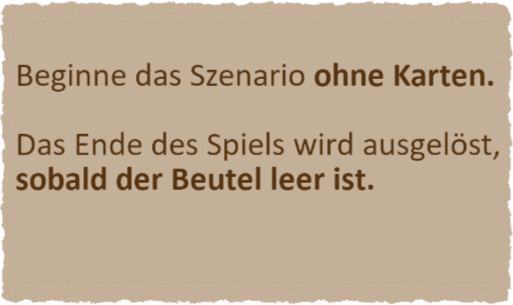 Beginne das Szenario ohne Karten.
Das Ende des Spiels wird ausgelöst,
sobald der Beutel leer ist.